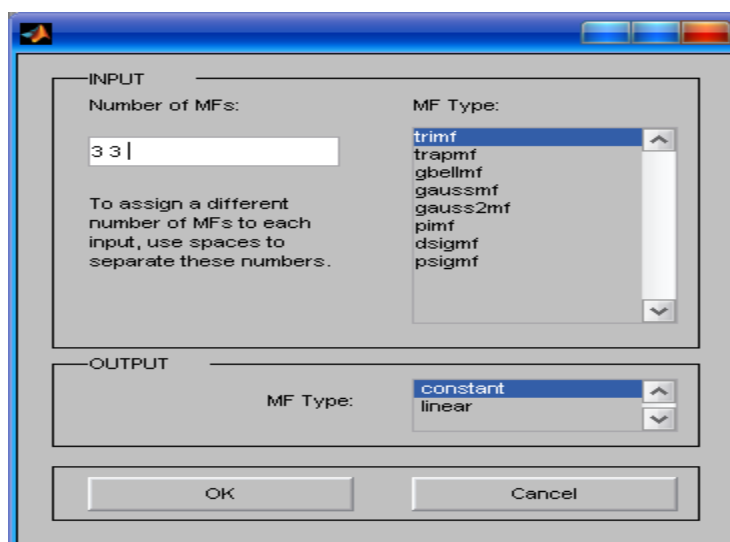 INPUT
Number of MFs:
3 3
To assign a different
number of MFs to each
input, use spaces to
separate these numbers.
MF Type:
trimf
trapmf
gbellmf
gaussmf
gauss2mf
pimf
dsigmf
psigmf
OUTPUT
MF Type:
constant
linear
OK
Cancel